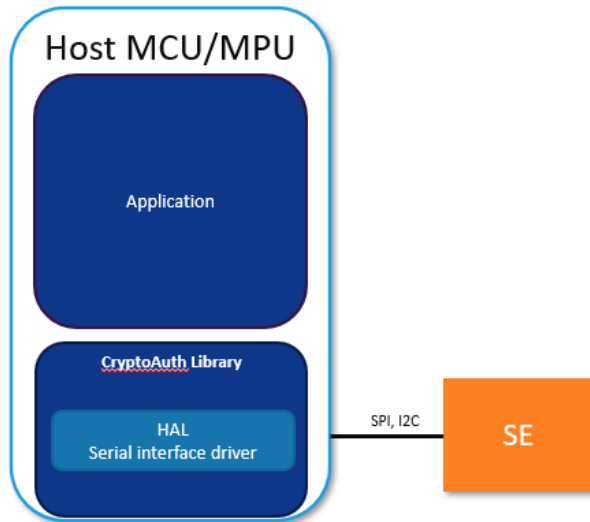 Host MCU/MPU
Application
CryptoAuth Library
HAL
Serial interface driver
SPI, I2C
SE